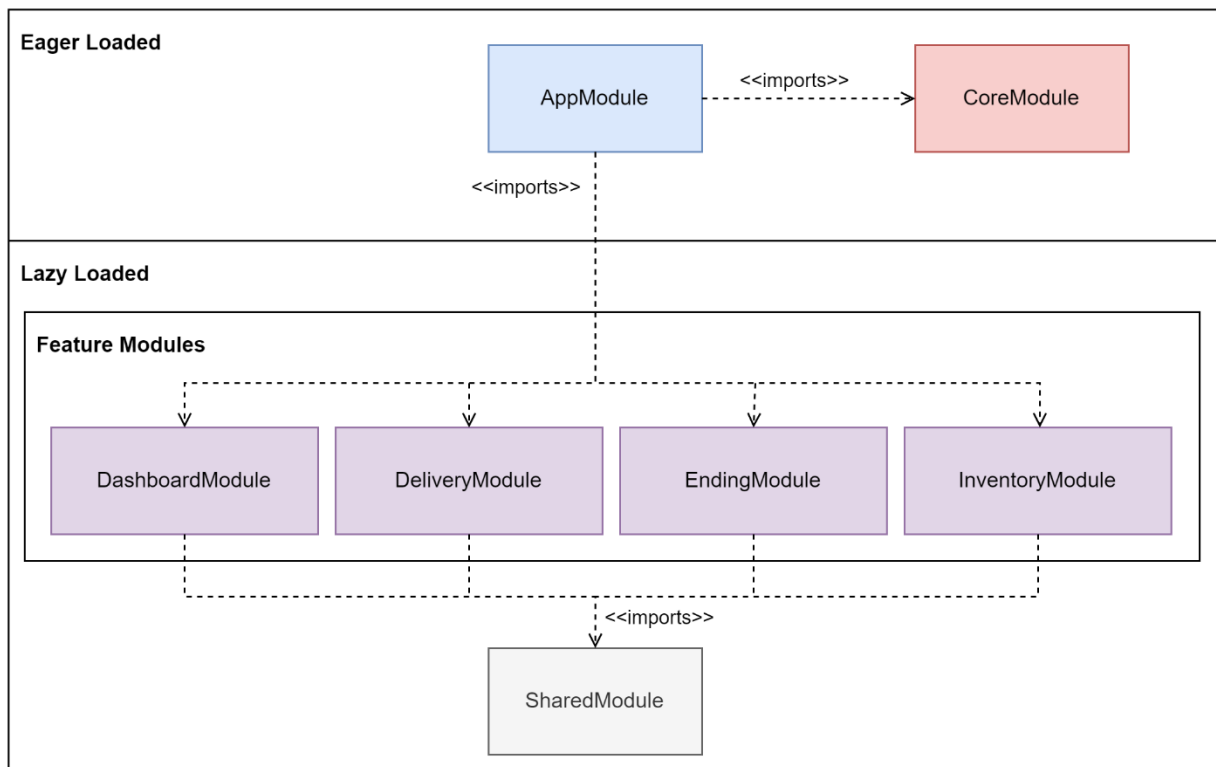 Eager Loaded
AppModule
<<imports>>
CoreModule
<<imports>>
Lazy Loaded
Feature Modules
DashboardModule
DeliveryModule
EndingModule
InventoryModule
<<imports>>
SharedModule